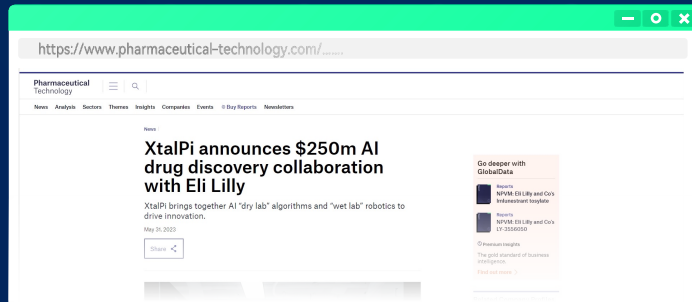 https://www.pharmaceutical-technology.com/.......
Pharmaceutical
Technology
News Analysis Sectors Themes Insights Companies Events Buy Reports Newsletters
News
XtalPi announces $250m AI
drug discovery collaboration
with Eli Lilly
XtalPi brings together AI "dry lab" algorithms and "wet lab" robotics to
drive innovation.
May 31, 2023
Share
Go deeper with
GlobalData
Reports
NPVM: Eli Lilly and Co's
Imlunestrant tosylate
Reports
NPVM: Eli Lilly and Co's
LY-3556050
Premium Insights
The gold standard of business
intelligence.
Find out more